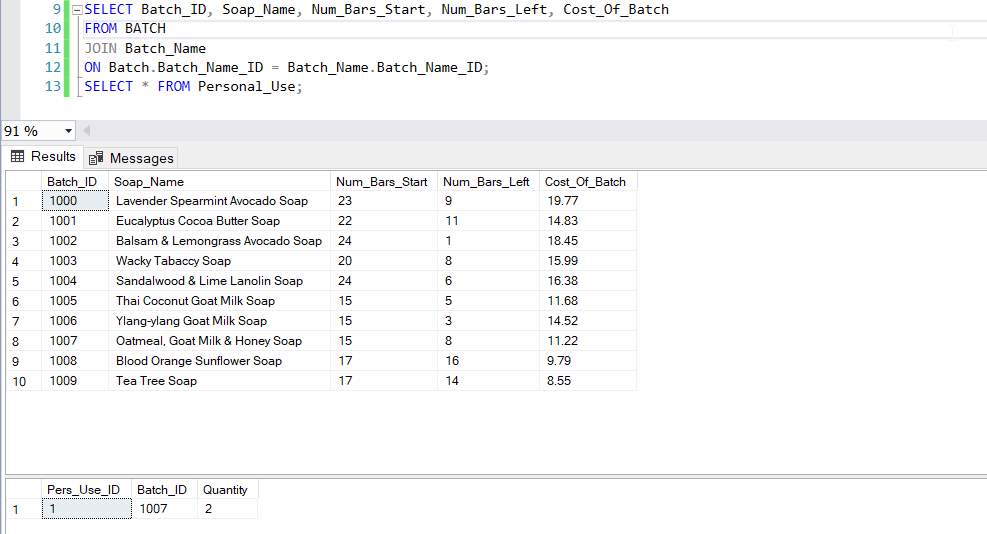 9 SELECT Batch_ID, Soap_Name, Num_Bars_Start, Num_Bars_Left, Cost_Of_Batch
10 FROM BATCH
11 JOIN Batch_Name
12 ON Batch.Batch_Name_ID = Batch_Name.Batch_Name_ID;
13 SELECT * FROM Personal_Use;
91 %
Results Messages
Batch_ID Soap_Name Num_Bars_Start Num_Bars_Left Cost_Of_Batch
1 1000 Lavender Spearmint Avocado Soap 23 9 19.77
2 1001 Eucalyptus Cocoa Butter Soap 22 11 14.83
3 1002 Balsam & Lemongrass Avocado Soap 24 1 18.45
4 1003 Wacky Tabaccy Soap 20 8 15.99
5 1004 Sandalwood & Lime Lanolin Soap 24 6 16.38
6 1005 Thai Coconut Goat Milk Soap 15 5 11.68
7 1006 Ylang-ylang Goat Milk Soap 15 3 14.52
8 1007 Oatmeal, Goat Milk & Honey Soap 15 8 11.22
9 1008 Blood Orange Sunflower Soap 17 16 9.79
10 1009 Tea Tree Soap 17 14 8.55
Pers_Use_ID Batch_ID Quantity
1 1 1007 2